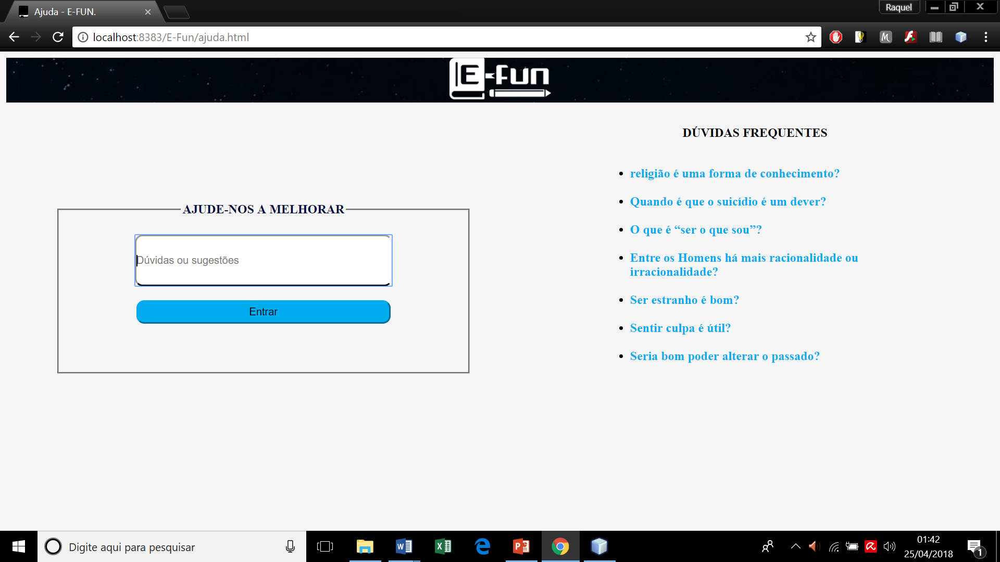 Ajuda - E-FUN.
Raquel
localhost:8383/E-Fun/ajuda.html
E-Fun
DÚVIDAS FREQUENTES
religião é uma forma de conhecimento?
Quando é que o suicídio é um dever?
O que é “ser o que sou”?
Entre os Homens há mais racionalidade ou
irracionalidade?
Ser estranho é bom?
Sentir culpa é útil?
Seria bom poder alterar o passado?
AJUDE-NOS A MELHORAR
Dúvidas ou sugestões
Entrar
Digite aqui para pesquisar
01:42
25/04/2018
1